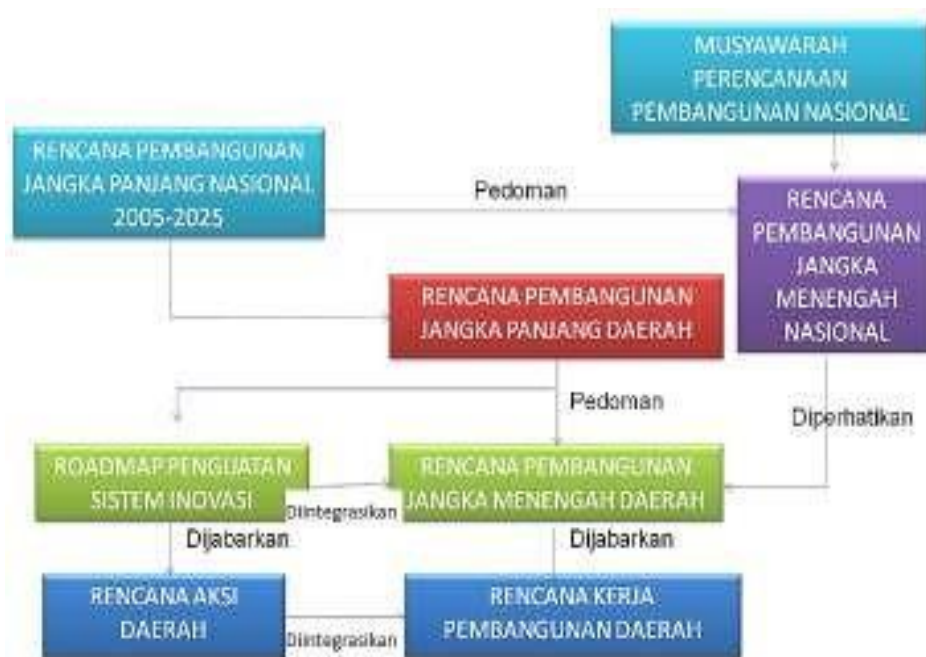 MUSYAWARAH
PERENCANAAN
PEMBANGUNAN NASIONAL
RENCANA PEMBANGUNAN
JANGKA PANJANG NASIONAL
2005-2025
Pedoman
RENCANA
PEMBANGUNAN
JANGKA
MENENGAH
NASIONAL
RENCANA PEMBANGUNAN
JANGKA PANJANG DAERAH
Pedoman
Diperhatikan
ROADMAP PENGUATAN
SISTEM INOVASI
Diintegrasikan
RENCANA PEMBANGUNAN
JANGKA MENENGAH DAERAH
Dijabarkan
Dijabarkan
RENCANA AKSI
DAERAH
Diintegrasikan
RENCANA KERJA
PEMBANGUNAN DAERAH